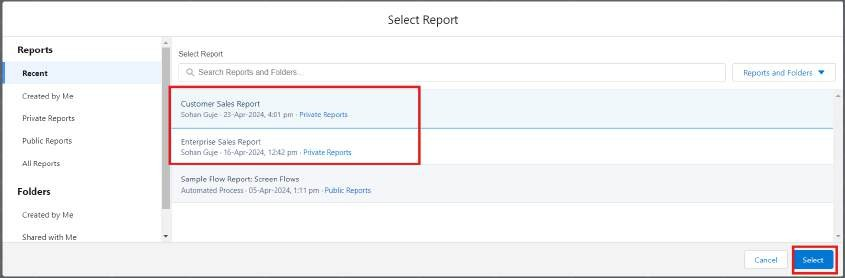 Select Report
Reports
Recent
Created by Me
Private Reports
Public Reports
All Reports
Folders
Created by Me
Shared with Me
Select Report
Search Reports and Folders...
Reports and Folders
Customer Sales Report
Sohan Guje · 23-Apr-2024, 4:01 pm · Private Reports
Enterprise Sales Report
Sohan Guje · 16-Apr-2024, 12:42 pm · Private Reports
Sample Flow Report: Screen Flows
Automated Process · 05-Apr-2024, 1:11 pm · Public Reports
Cancel
Select